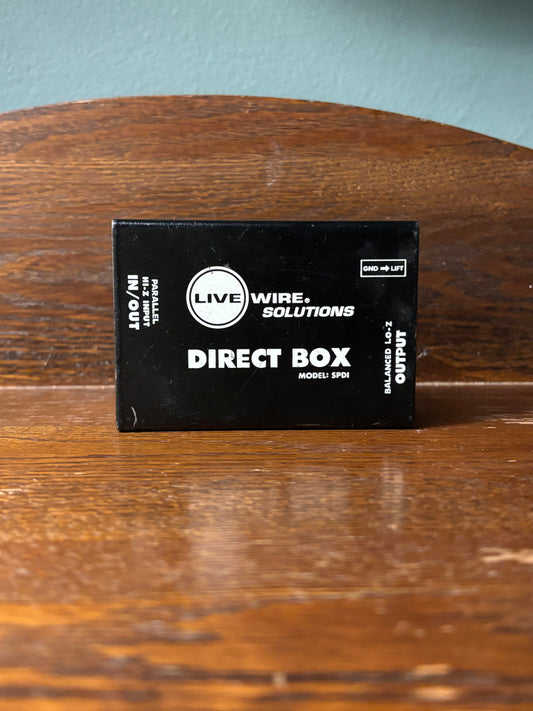 PARALLEL
HI-Z INPUT
IN/OUT
LIVE WIRE®
SOLUTIONS
DIRECT BOX
MODEL: SPDI
GND ➡ LIFT
BALANCED LO-Z
OUTPUT